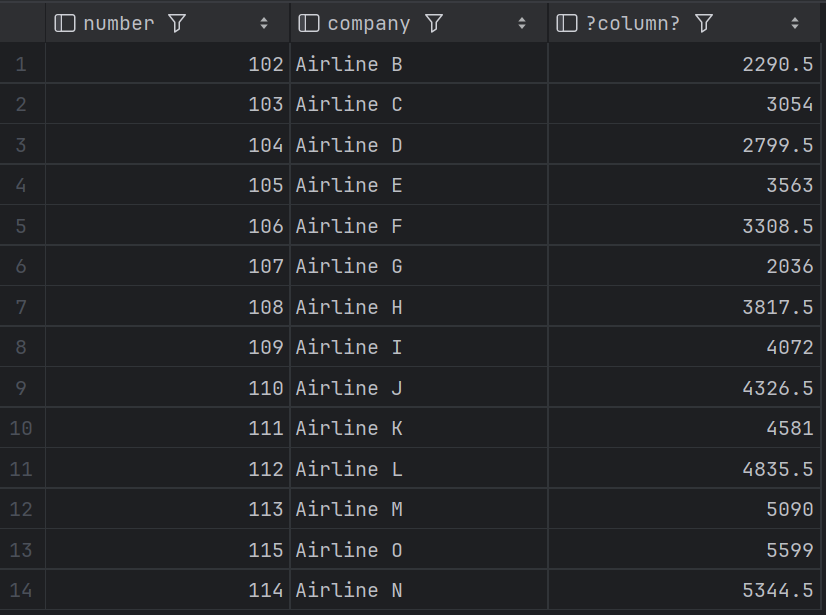 number company ?column?
1 102 Airline B 2290.5
2 103 Airline C 3054
3 104 Airline D 2799.5
4 105 Airline E 3563
5 106 Airline F 3308.5
6 107 Airline G 2036
7 108 Airline H 3817.5
8 109 Airline I 4072
9 110 Airline J 4326.5
10 111 Airline K 4581
11 112 Airline L 4835.5
12 113 Airline M 5090
13 115 Airline O 5599
14 114 Airline N 5344.5